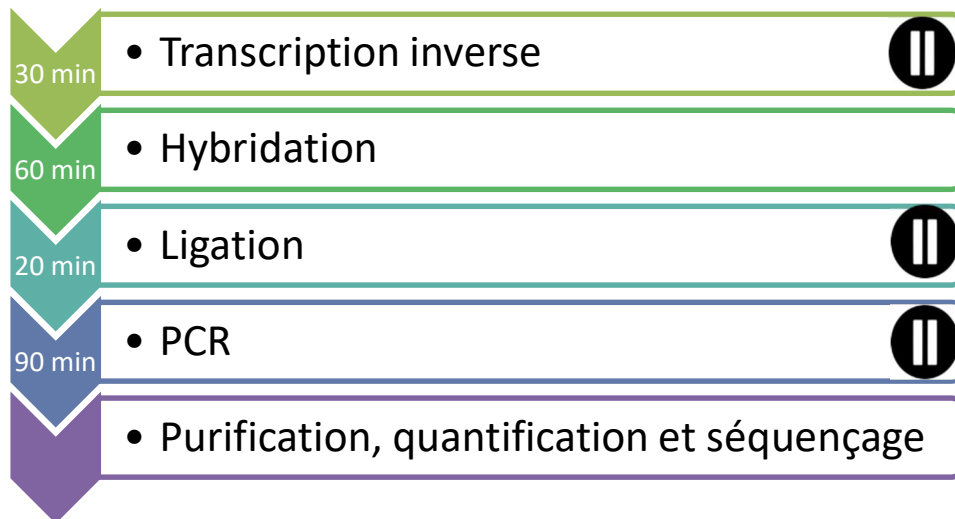 • Transcription inverse
30 min
• Hybridation
60 min
• Ligation
20 min
• PCR
90 min
• Purification, quantification et séquençage